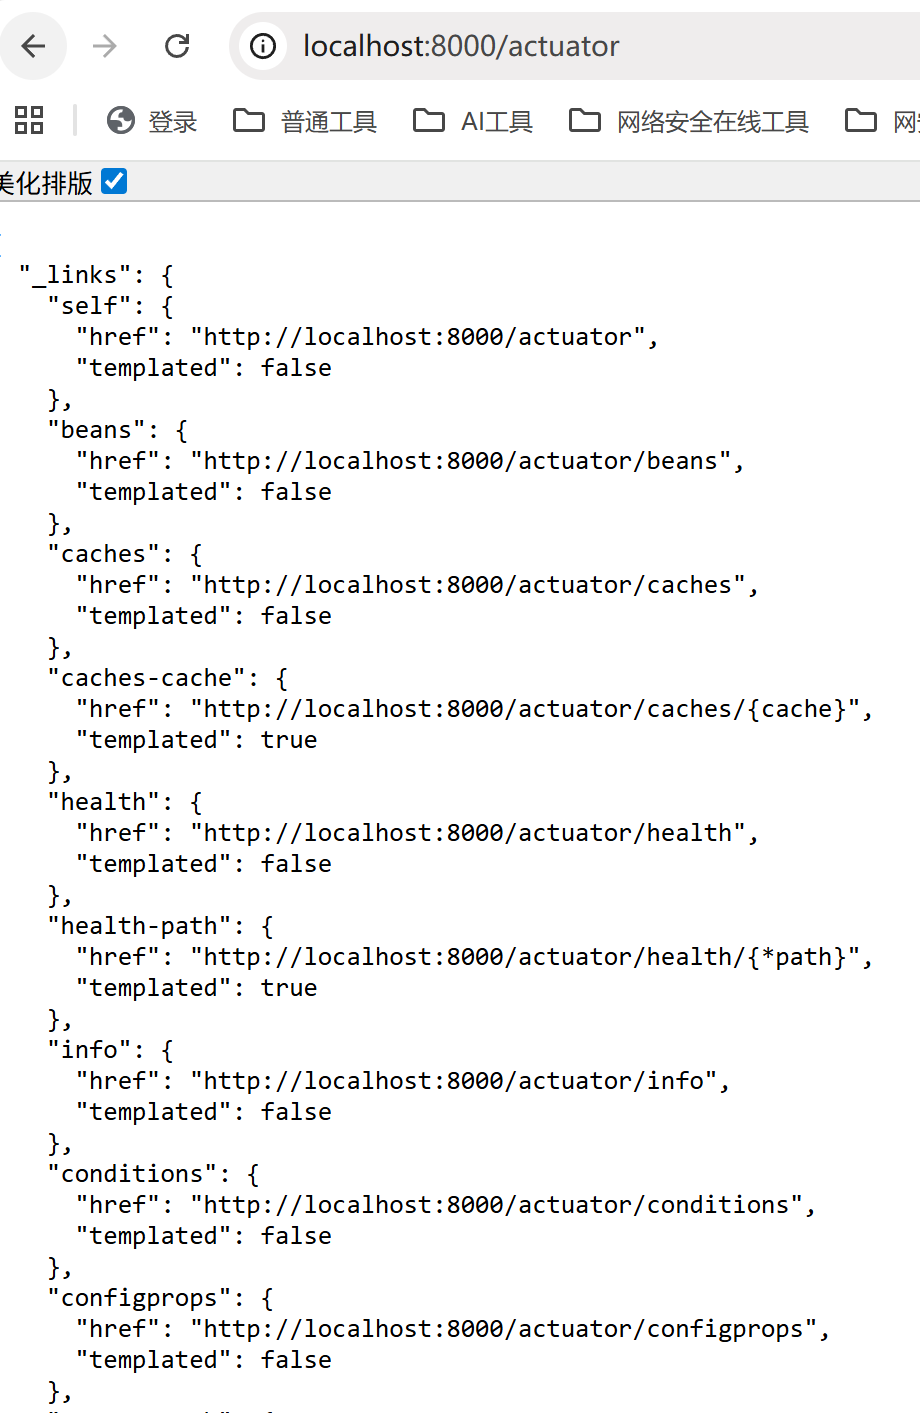 localhost:8000/actuator
登录 普通工具 AI工具 网络安全在线工具
美化排版
"_links": {
"self": {
"href": "http://localhost:8000/actuator",
"templated": false
},
"beans": {
"href": "http://localhost:8000/actuator/beans",
"templated": false
},
"caches": {
"href": "http://localhost:8000/actuator/caches",
"templated": false
},
"caches-cache": {
"href": "http://localhost:8000/actuator/caches/{cache}",
"templated": true
},
"health": {
"href": "http://localhost:8000/actuator/health",
"templated": false
},
"health-path": {
"href": "http://localhost:8000/actuator/health/{*path}",
"templated": true
},
"info": {
"href": "http://localhost:8000/actuator/info",
"templated": false
},
"conditions": {
"href": "http://localhost:8000/actuator/conditions",
"templated": false
},
"configprops": {
"href": "http://localhost:8000/actuator/configprops",
"templated": false
},